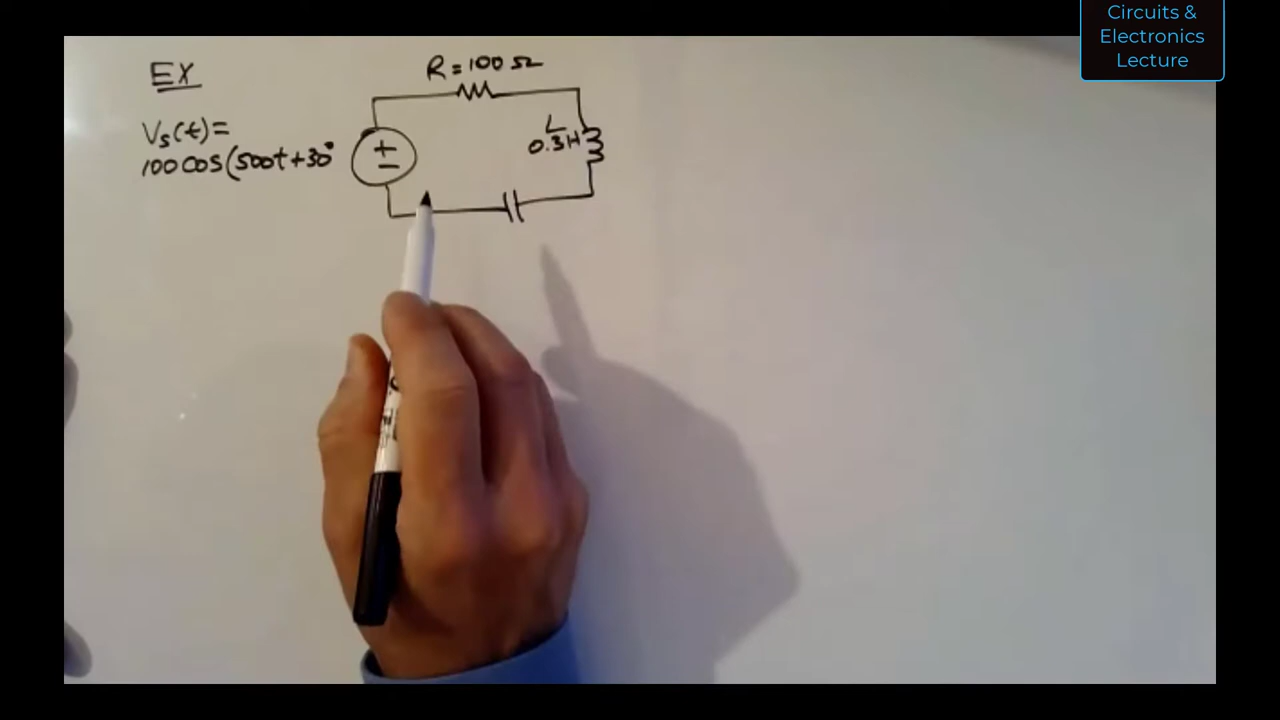 Circuits &
Electronics
Lecture
EX
R = 100 Ω
Vs(t) =
100 cos(500t + 30°
L
0.3H
+
−